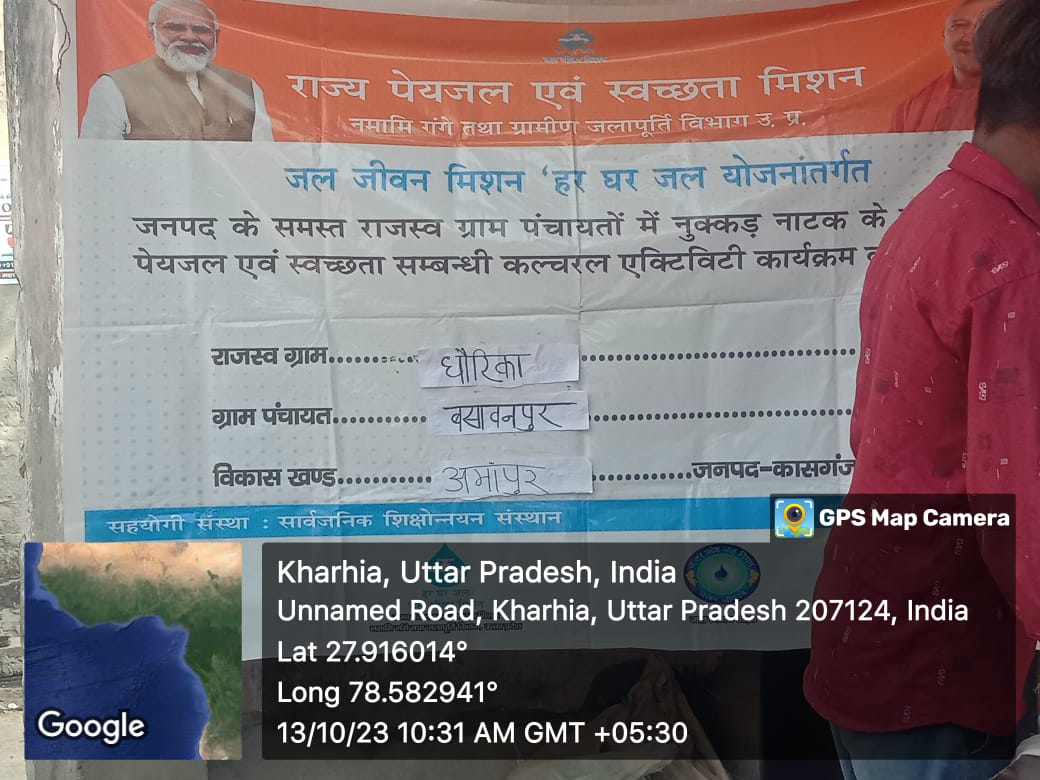 राज्य पेयजल एवं स्वच्छता मिशन
नमामि गंगे तथा ग्रामीण जलापूर्ति विभाग उ. प्र.
जल जीवन मिशन 'हर घर जल योजनांतर्गत
जनपद के समस्त राजस्व ग्राम पंचायतों में नुक्कड़ नाटक के
पेयजल एवं स्वच्छता सम्बन्धी कल्चरल एक्टिविटी कार्यक्रम
राजस्व ग्राम........ धौरिका ........
ग्राम पंचायत........ बसावनपुर ........
विकास खण्ड........ अमांपुर ........जनपद-कासगंज
सहयोगी संस्था : सार्वजनिक शिक्षोन्नयन संस्थान
हर घर जल
GPS Map Camera
Kharhia, Uttar Pradesh, India
Unnamed Road, Kharhia, Uttar Pradesh 207124, India
Lat 27.916014°
Long 78.582941°
13/10/23 10:31 AM GMT +05:30
Google